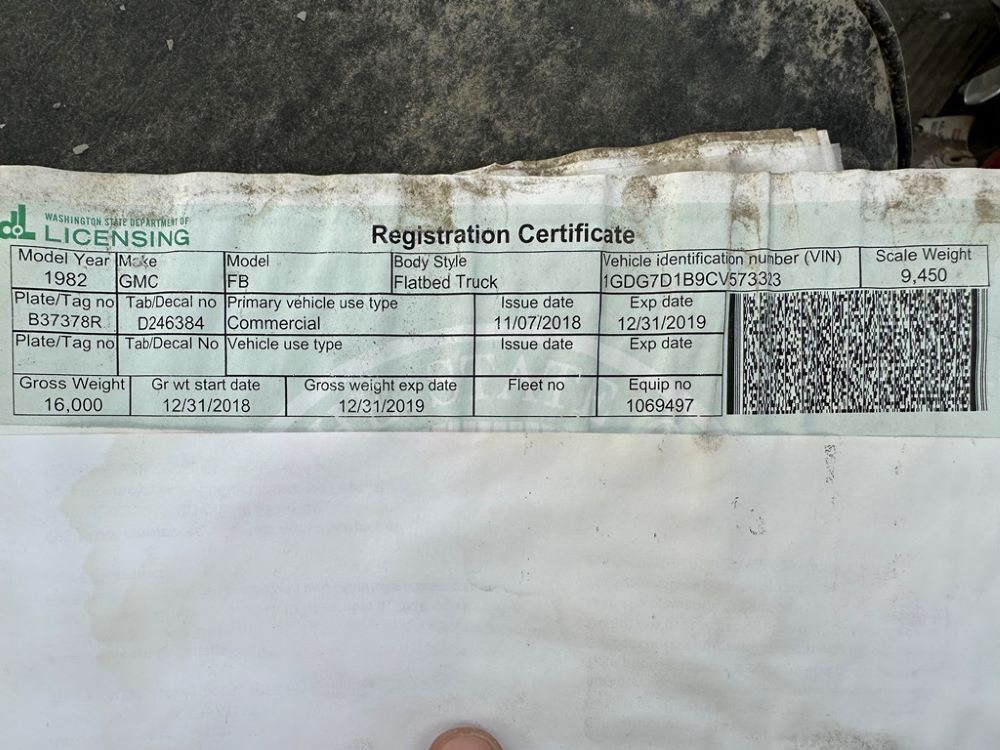 WASHINGTON STATE DEPARTMENT OF
LICENSING
Registration Certificate
Model Year Make Model Body Style Vehicle identification number (VIN) Scale Weight
1982 GMC FB Flatbed Truck 1GDG7D1B9CV573323 9,450
Plate/Tag no Tab/Decal no Primary vehicle use type Issue date Exp date
B37378R D246384 Commercial 11/07/2018 12/31/2019
Plate/Tag no Tab/Decal No Vehicle use type Issue date Exp date
STATE
Gross Weight Gr wt start date Gross weight exp date Fleet no Equip no
16,000 12/31/2018 12/31/2019 1069497